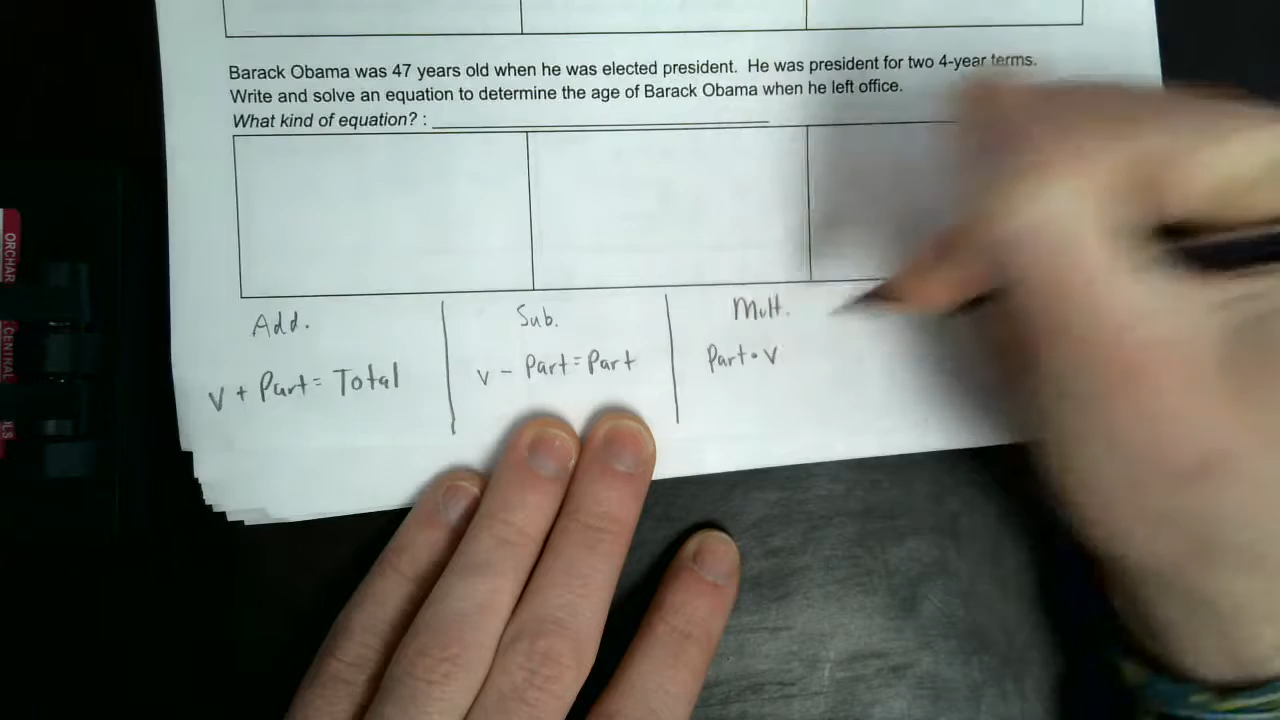 Barack Obama was 47 years old when he was elected president. He was president for two 4-year terms.
Write and solve an equation to determine the age of Barack Obama when he left office.
What kind of equation? :
Add.
Sub.
Mult.
v + Part = Total
v - Part = Part
Part • v
ORCHAR
CENTRAL